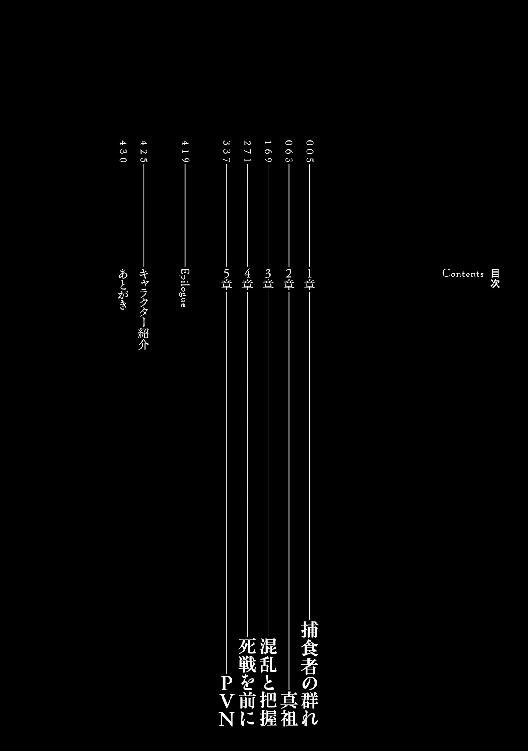 目次
Contents
1章 捕食者の群れ 005
2章 真祖 063
3章 混乱と把握 169
4章 死戦を前に 271
5章 PVN 337
Epilogue 419
キャラクター紹介 425
あとがき 430